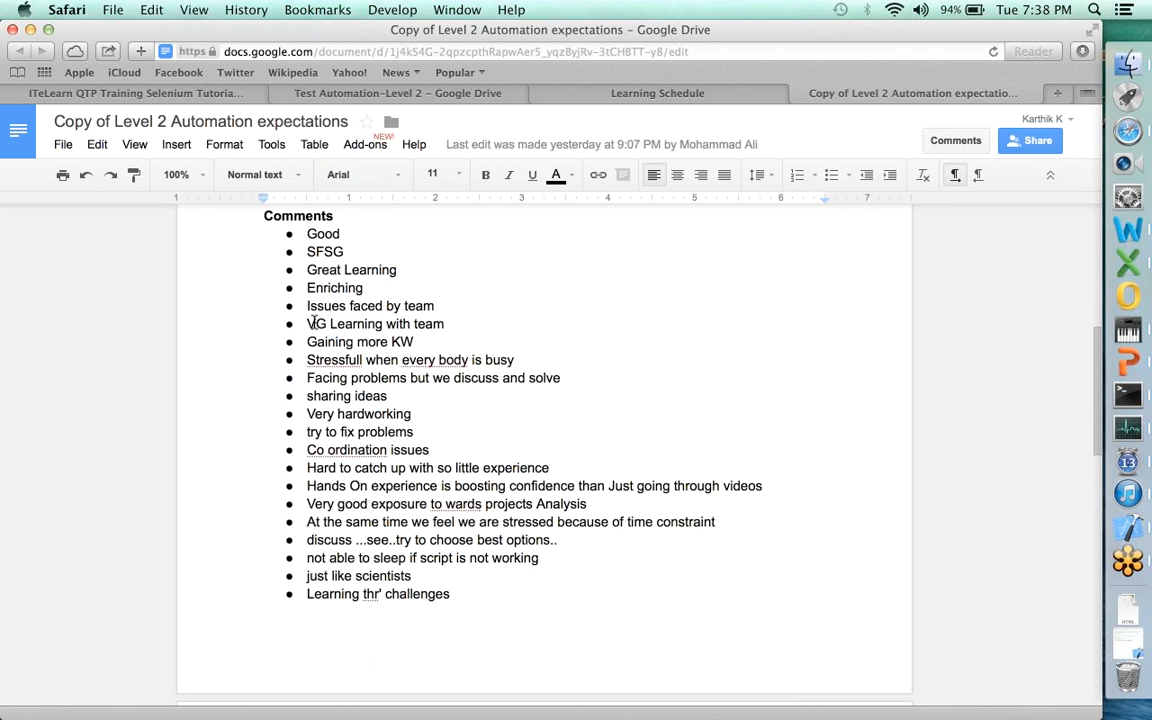 Safari File Edit View History Bookmarks Develop Window Help 94% Tue 7:38 PM
Copy of Level 2 Automation expectations – Google Drive
https docs.google.com/document/d/1j4kS4G-2qpzcpthRapwAer5_yqzByjRv-3tCHBTT-y8/edit Reader
Apple iCloud Facebook Twitter Wikipedia Yahoo! News Popular
ITeLearn QTP Training Selenium Tutoria... Test Automation-Level 2 – Google Drive Learning Schedule Copy of Level 2 Automation expectatio...
Copy of Level 2 Automation expectations Karthik K
NEW!
File Edit View Insert Format Tools Table Add-ons Help Last edit was made yesterday at 9:07 PM by Mohammad Ali Comments Share
100% Normal text Arial 11 B I U A
1 1 2 3 4 5 6 7
Comments
● Good
● SFSG
● Great Learning
● Enriching
● Issues faced by team
● VG Learning with team
● Gaining more KW
● Stressfull when every body is busy
● Facing problems but we discuss and solve
● sharing ideas
● Very hardworking
● try to fix problems
● Co ordination issues
● Hard to catch up with so little experience
● Hands On experience is boosting confidence than Just going through videos
● Very good exposure to wards projects Analysis
● At the same time we feel we are stressed because of time constraint
● discuss ...see..try to choose best options..
● not able to sleep if script is not working
● just like scientists
● Learning thr' challenges
W
X
O
P
13
HTML